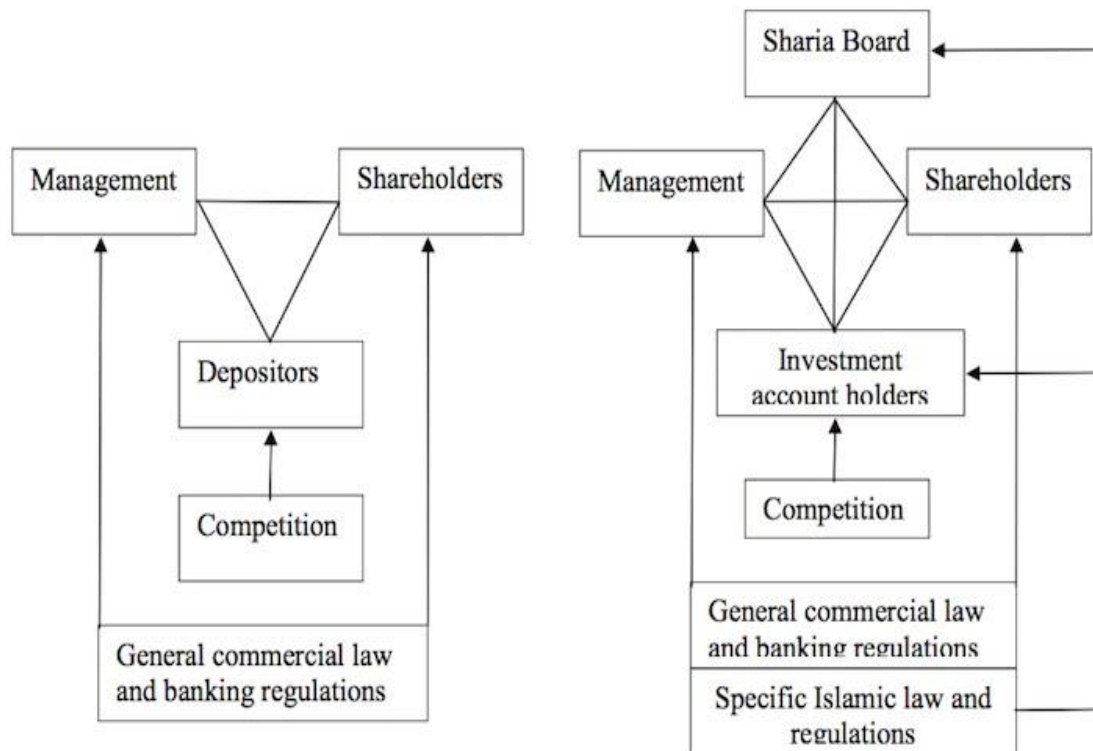 Management
Shareholders
Depositors
Competition
General commercial law
and banking regulations
Sharia Board
Management
Shareholders
Investment
account holders
Competition
General commercial law
and banking regulations
Specific Islamic law and
regulations